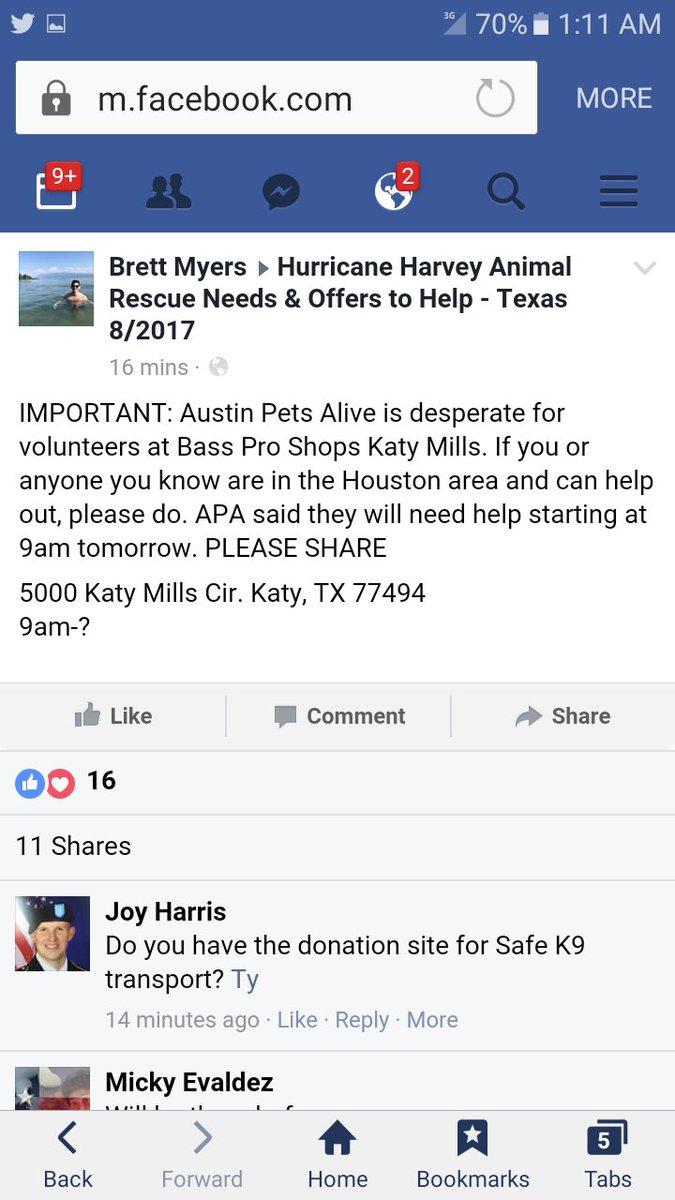 3G 70% 1:11 AM
m.facebook.com
MORE
9+
2
Brett Myers Hurricane Harvey Animal
Rescue Needs & Offers to Help - Texas
8/2017
16 mins ·
IMPORTANT: Austin Pets Alive is desperate for
volunteers at Bass Pro Shops Katy Mills. If you or
anyone you know are in the Houston area and can help
out, please do. APA said they will need help starting at
9am tomorrow. PLEASE SHARE
5000 Katy Mills Cir. Katy, TX 77494
9am-?
Like Comment Share
16
11 Shares
Joy Harris
Do you have the donation site for Safe K9
transport? Ty
14 minutes ago · Like · Reply · More
Micky Evaldez
5
Back Forward Home Bookmarks Tabs